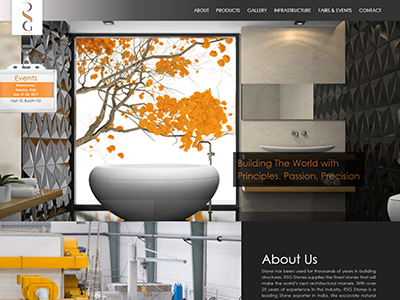 RSG
ABOUT PRODUCTS GALLERY INFRASTRUCTURE FAIRS & EVENTS CONTACT
Events
Marmomac
Verona, Italy
Sep 27-30, 2017
Hall 10, Booth
Building The World with
Principles, Passion, Precision
About Us
Stone has been used for thousands of years in building
structures. RSG Stones supplies the finest stones that will
make the world's next architectural marvels. With over
25 years of experience in the industry, RSG Stones is a
leading Stone exporter in India. We excavate natural